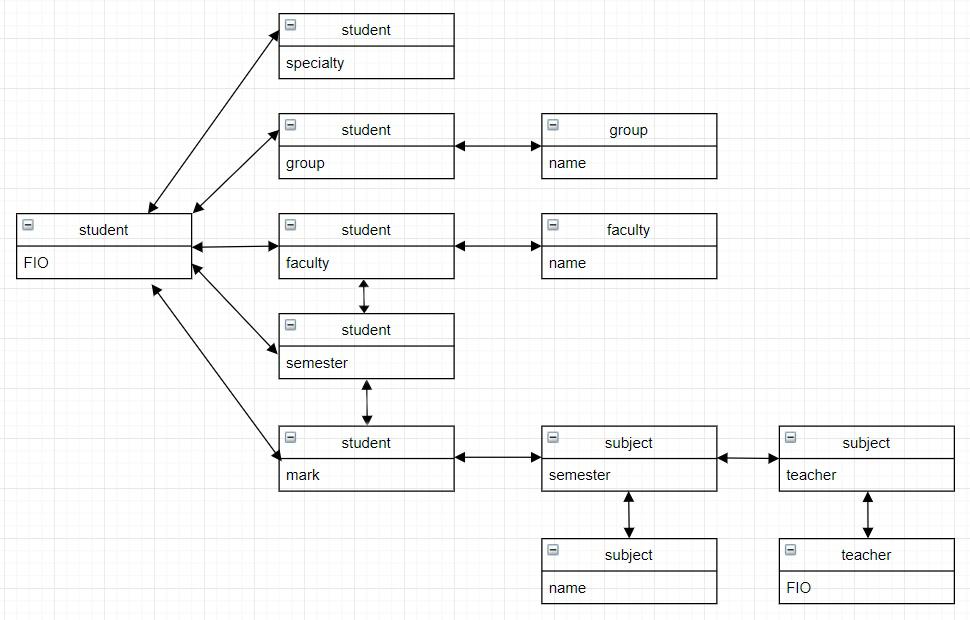 student
specialty
student
group
group
name
student
FIO
student
faculty
faculty
name
student
semester
student
mark
subject
semester
subject
teacher
subject
name
teacher
FIO